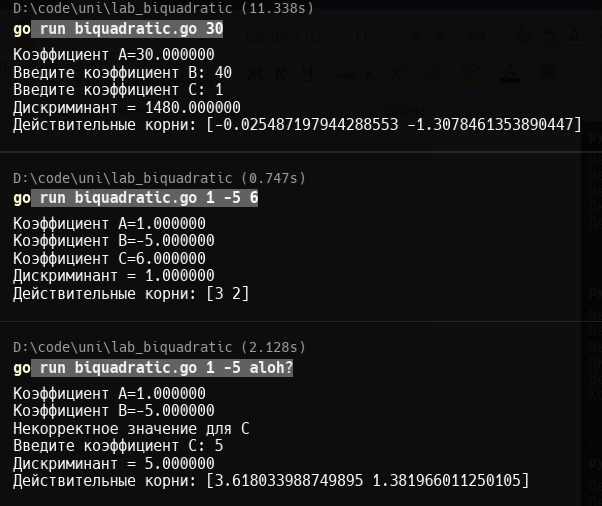 D:\code\uni\lab_biquadratic (11.338s)
go run biquadratic.go 30
Коэффициент A=30.000000
Введите коэффициент B: 40
Введите коэффициент C: 1
Дискриминант = 1480.000000
Действительные корни: [-0.025487197944288553 -1.3078461353890447]
D:\code\uni\lab_biquadratic (0.747s)
go run biquadratic.go 1 -5 6
Коэффициент A=1.000000
Коэффициент B=-5.000000
Коэффициент C=6.000000
Дискриминант = 1.000000
Действительные корни: [3 2]
D:\code\uni\lab_biquadratic (2.128s)
go run biquadratic.go 1 -5 aloh?
Коэффициент A=1.000000
Коэффициент B=-5.000000
Некорректное значение для C
Введите коэффициент C: 5
Дискриминант = 5.000000
Действительные корни: [3.618033988749895 1.381966011250105]